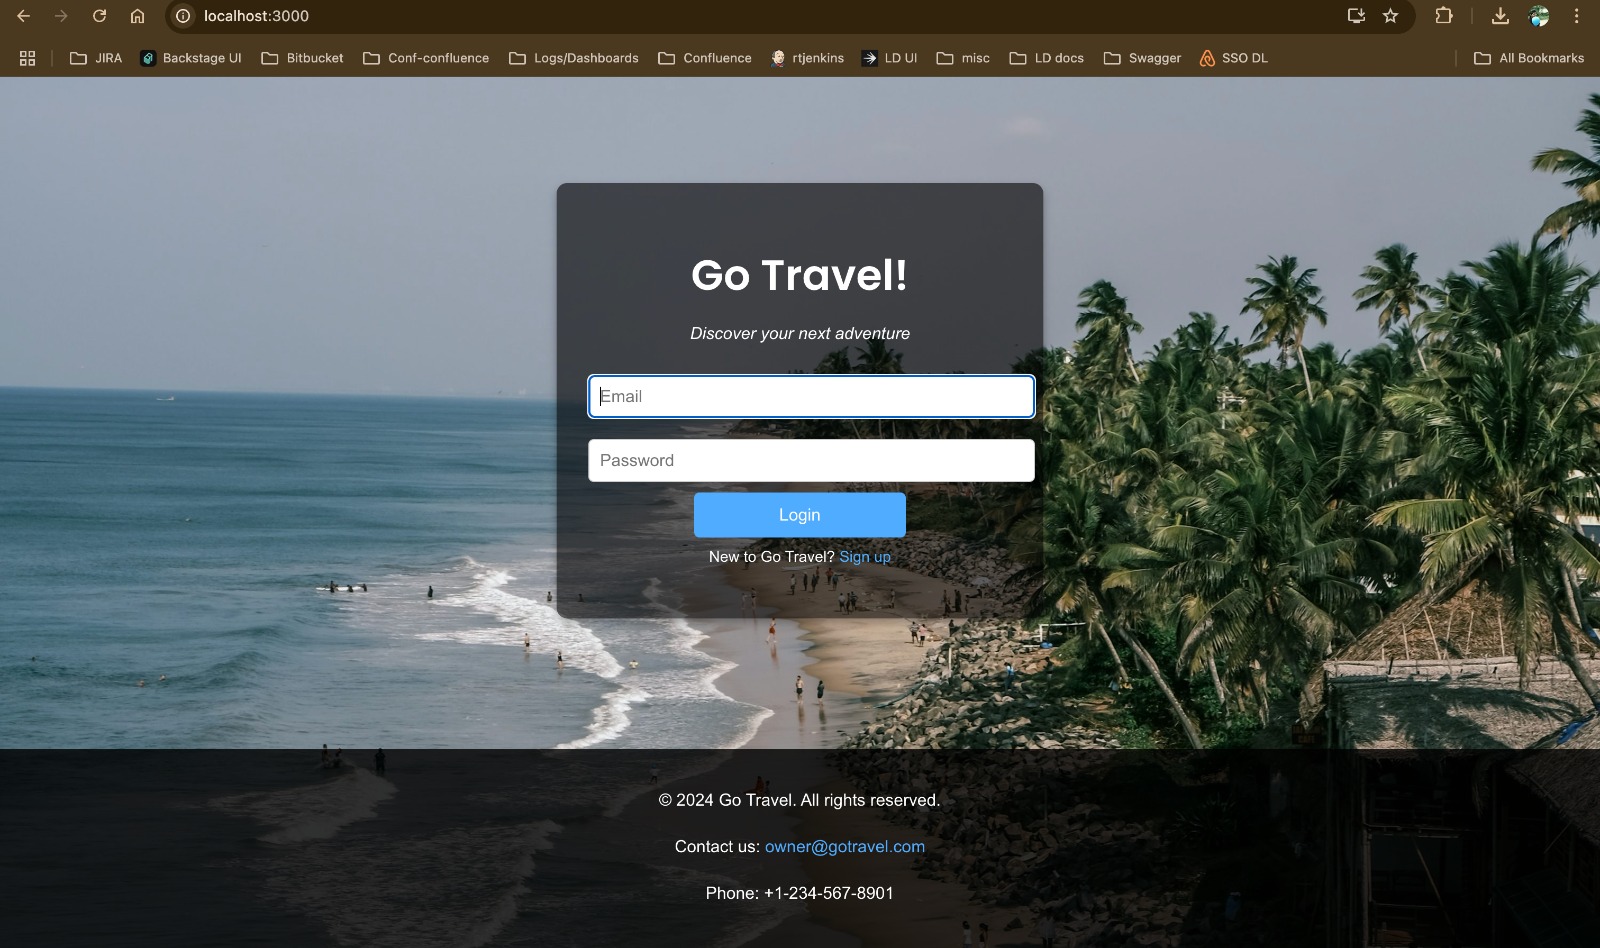 localhost:3000
JIRA Backstage UI Bitbucket Conf-confluence Logs/Dashboards Confluence rtjenkins LD UI misc LD docs Swagger SSO DL All Bookmarks
Go Travel!
Discover your next adventure
Email
Password
Login
New to Go Travel? Sign up
© 2024 Go Travel. All rights reserved.
Contact us: owner@gotravel.com
Phone: +1-234-567-8901